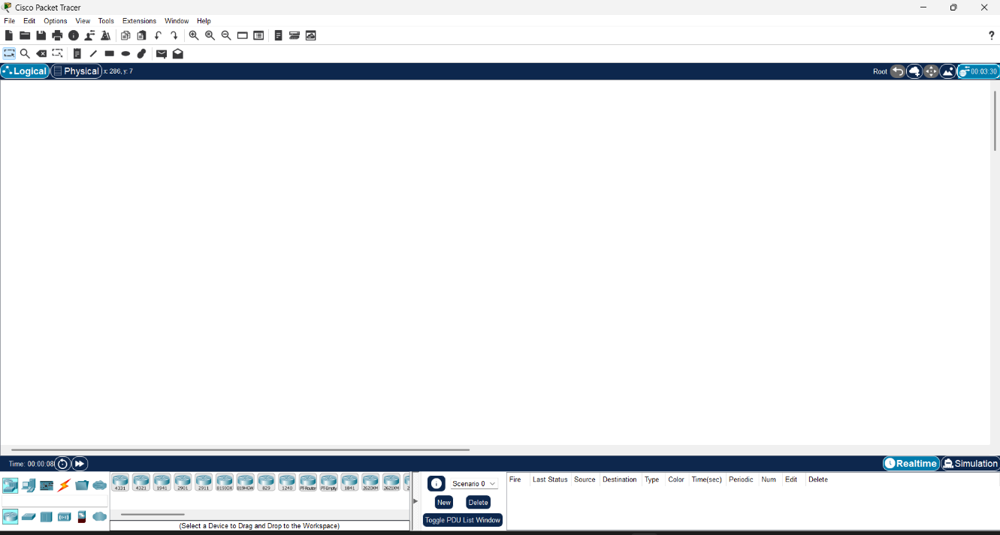 Cisco Packet Tracer
File Edit Options View Tools Extensions Window Help
?
Logical Physical x: 286, y: 7 Root 00:03:30
Time: 00:00:08 Realtime Simulation
4331 4321 1941 2901 2911 819IOX 819HGW 829 1240 PT-Router PT-Empty 1841 2620XM 2621XM 2
(Select a Device to Drag and Drop to the Workspace)
Scenario 0
New Delete
Toggle PDU List Window
Fire Last Status Source Destination Type Color Time(sec) Periodic Num Edit Delete